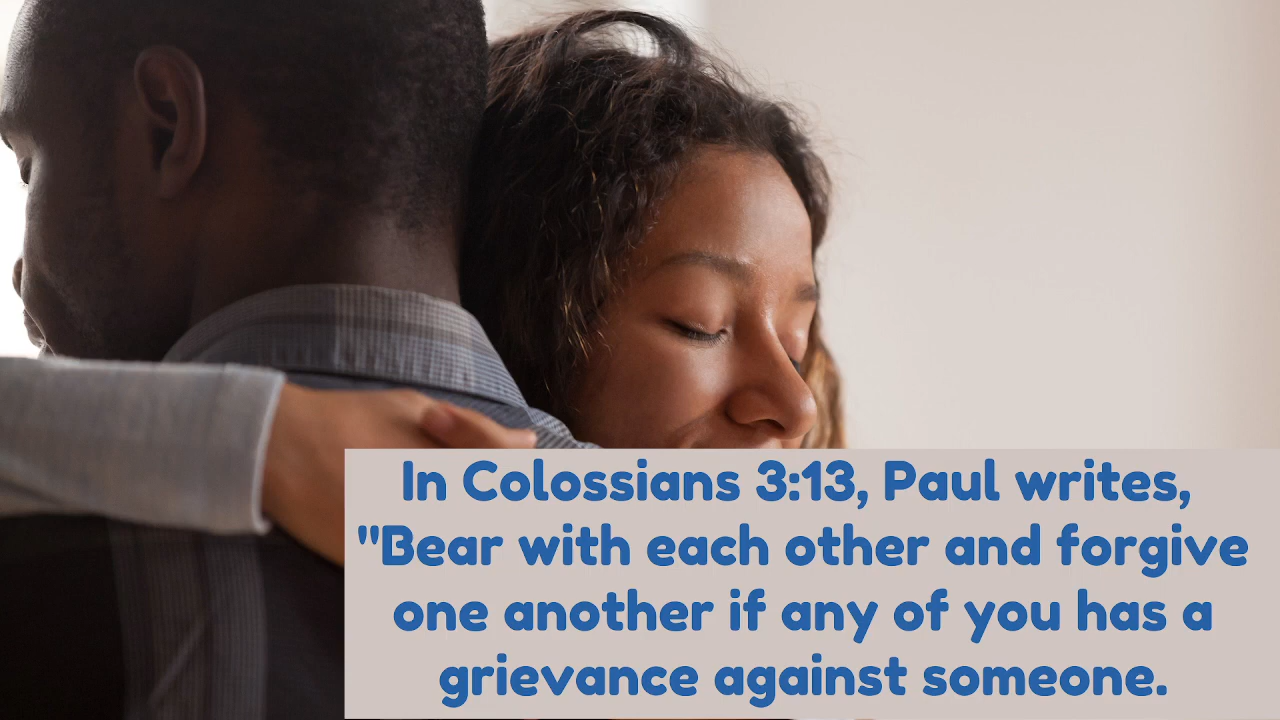 In Colossians 3:13, Paul writes,
"Bear with each other and forgive
one another if any of you has a
grievance against someone.